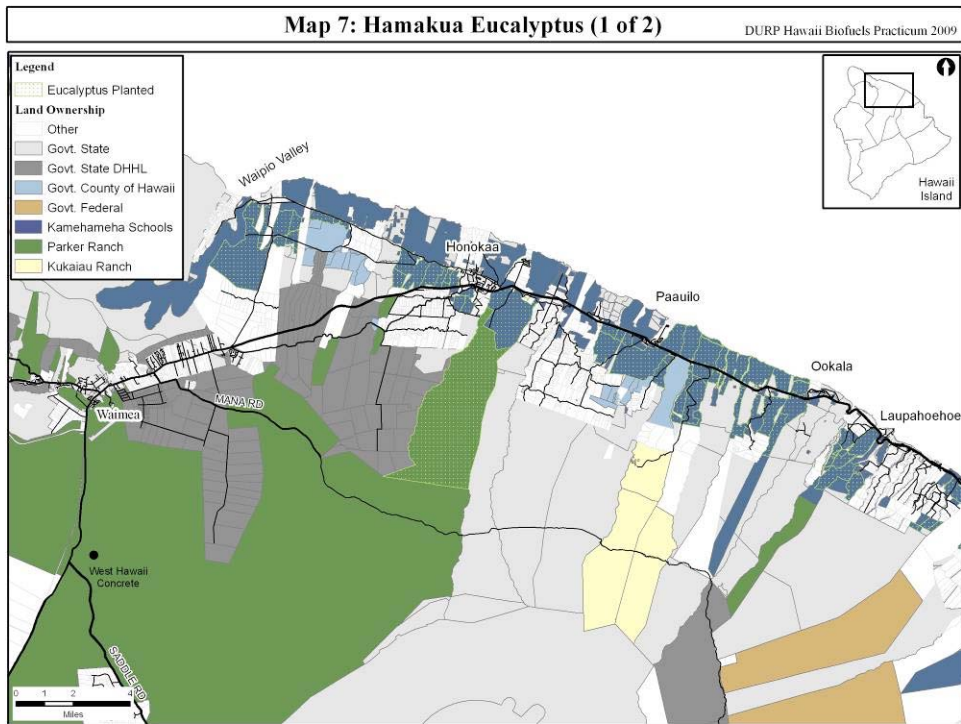 Map 7: Hamakua Eucalyptus (1 of 2)
DURP Hawaii Biofuels Practicum 2009
Legend
Eucalyptus Planted
Land Ownership
Other
Govt. State
Govt. State DHHL
Govt. County of Hawaii
Govt. Federal
Kamehameha Schools
Parker Ranch
Kukaiau Ranch
Hawaii
Island
Waipio Valley
Honokaa
Paauilo
Ookala
Laupahoehoe
Waimea
MANA RD
West Hawaii
Concrete
SADDLE RD
0 1 2 4
Miles